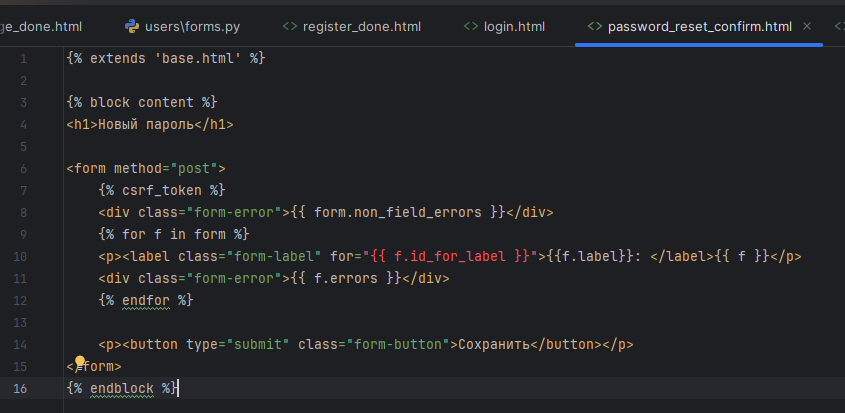 ge_done.html users\forms.py register_done.html login.html password_reset_confirm.html
1 {% extends 'base.html' %}
2
3 {% block content %}
4 <h1>Новый пароль</h1>
5
6 <form method="post">
7 {% csrf_token %}
8 <div class="form-error">{{ form.non_field_errors }}</div>
9 {% for f in form %}
10 <p><label class="form-label" for="{{ f.id_for_label }}">{{f.label}}: </label>{{ f }}</p>
11 <div class="form-error">{{ f.errors }}</div>
12 {% endfor %}
13
14 <p><button type="submit" class="form-button">Сохранить</button></p>
15 </form>
16 {% endblock %}